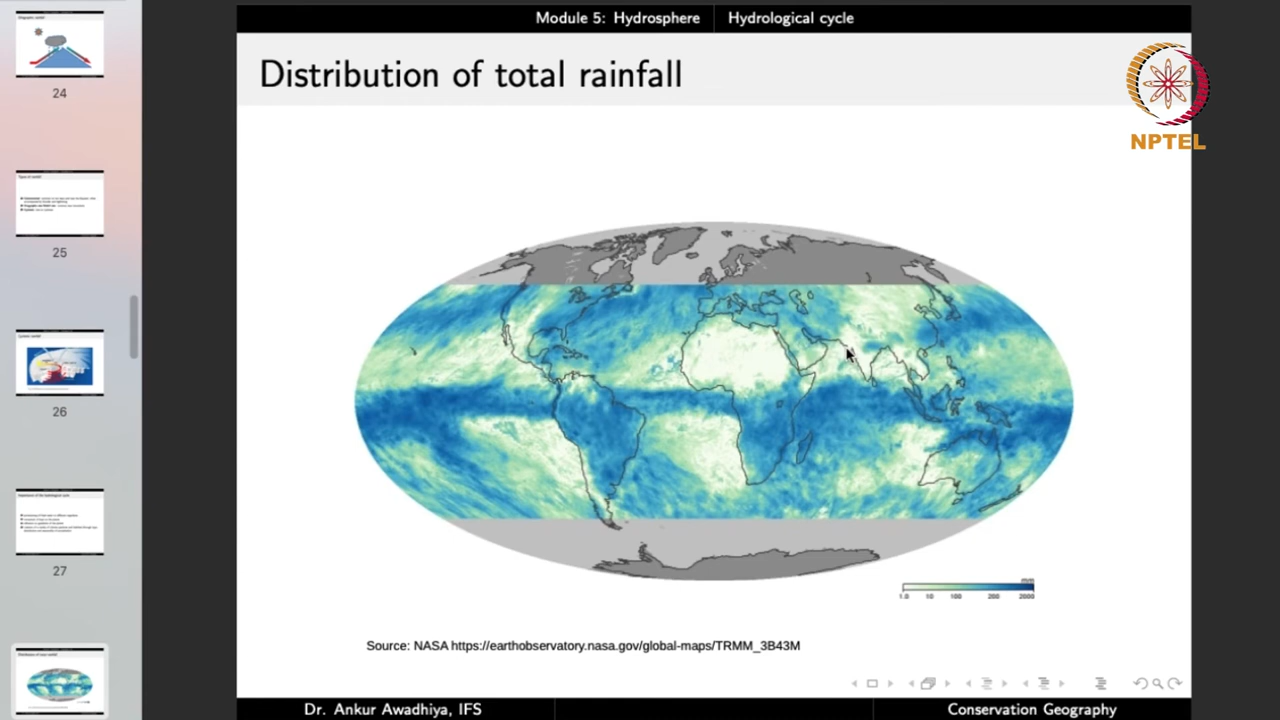 Module 5: Hydrosphere
Hydrological cycle
Distribution of total rainfall
NPTEL
24
25
26
27
mm
1.0 10 100 200 2000
Source: NASA https://earthobservatory.nasa.gov/global-maps/TRMM_3B43M
Dr. Ankur Awadhiya, IFS
Conservation Geography